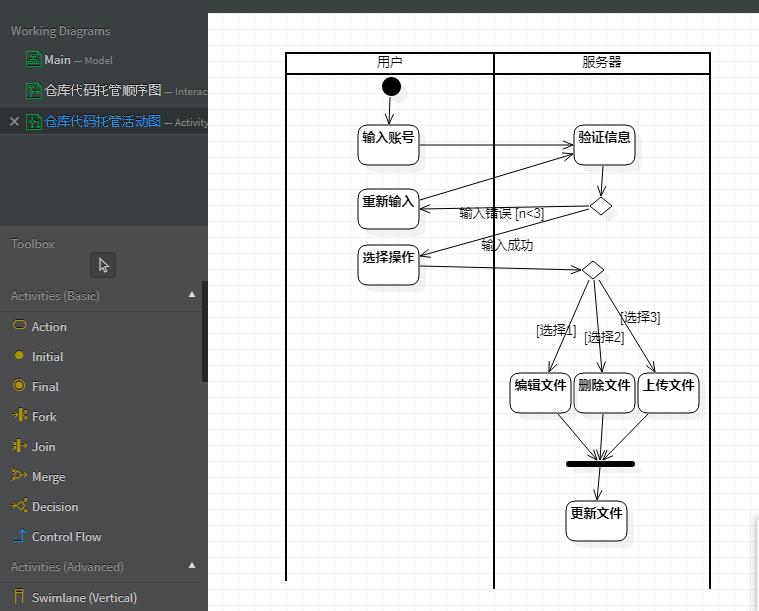 Working Diagrams
Main — Model
仓库代码托管顺序图 — Interac
仓库代码托管活动图 — Activity
Toolbox
Activities (Basic)
Action
Initial
Final
Fork
Join
Merge
Decision
Control Flow
Activities (Advanced)
Swimlane (Vertical)
用户
服务器
输入账号
验证信息
重新输入
输入错误 [n<3]
输入成功
选择操作
[选择1]
[选择2]
[选择3]
编辑文件
删除文件
上传文件
更新文件